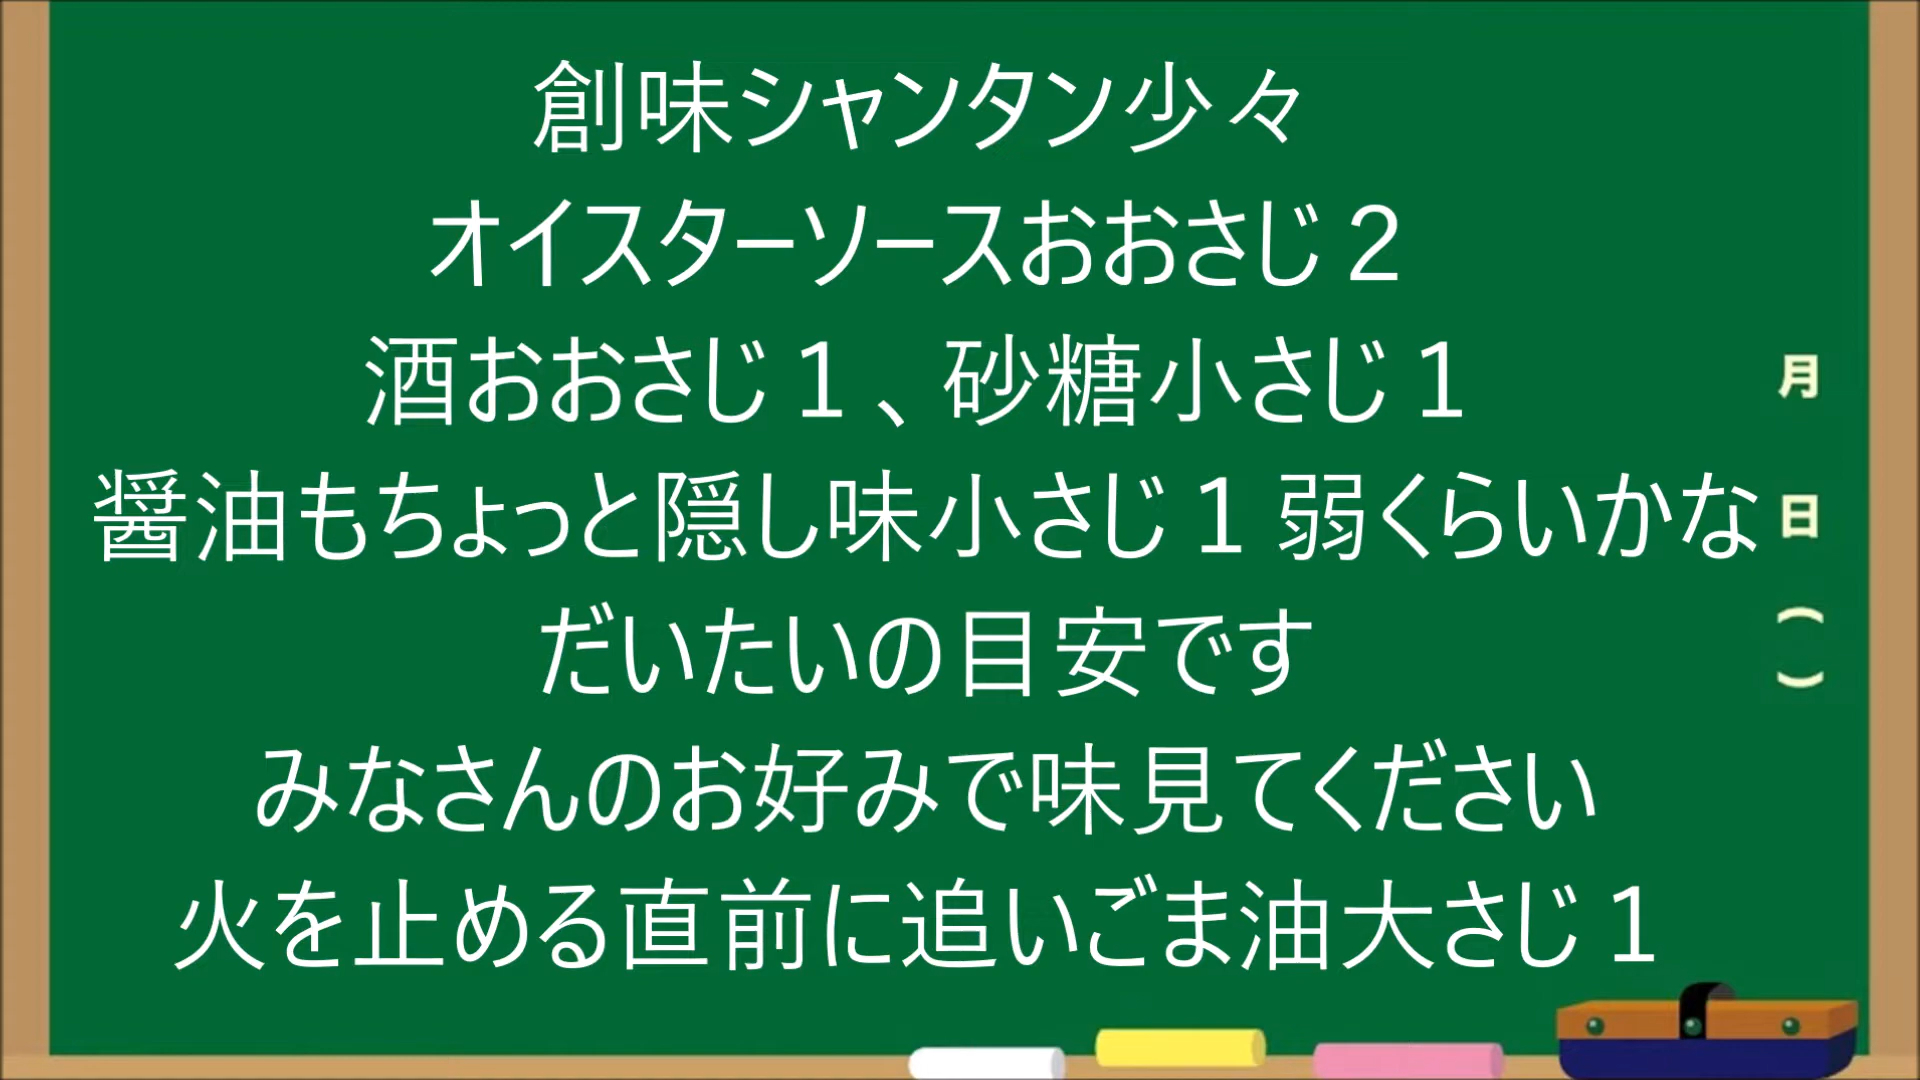 創味シャンタン少々
オイスターソースおおさじ２
酒おおさじ１、砂糖小さじ１
醤油もちょっと隠し味小さじ１弱くらいかな
だいたいの目安です
みなさんのお好みで味見てください
火を止める直前に追いごま油大さじ１
月 日 （ ）